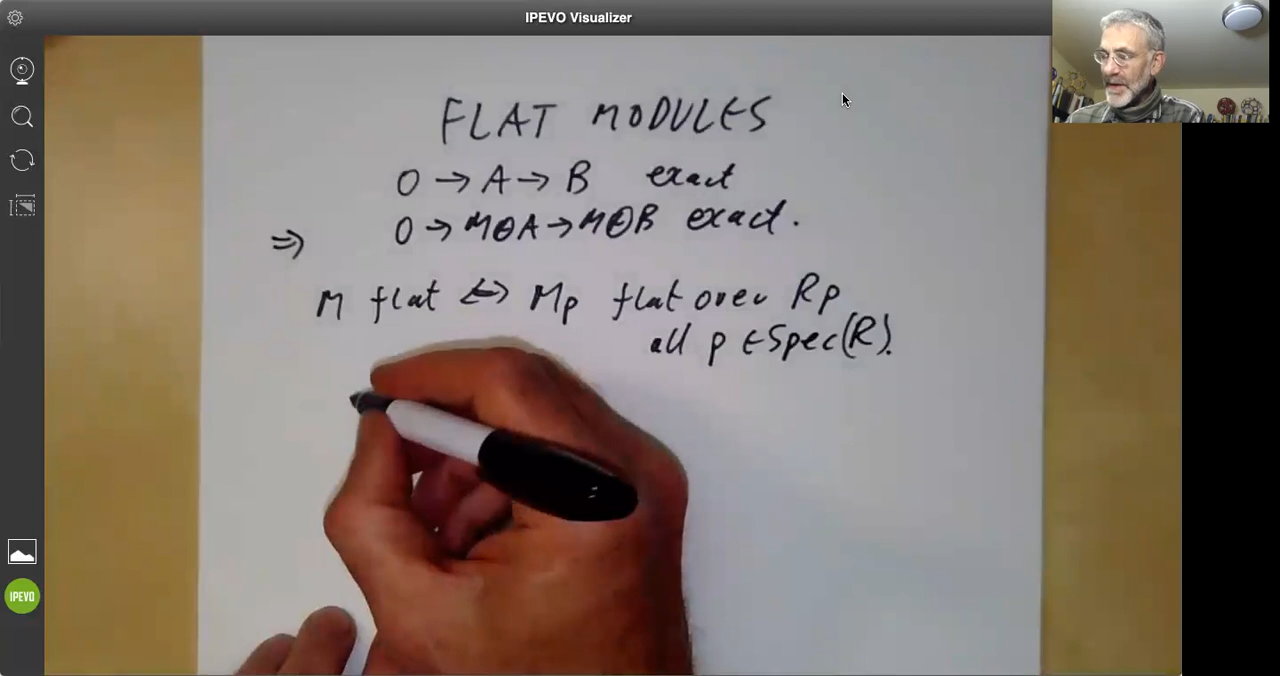 IPEVO Visualizer
FLAT MODULES
0 → A → B exact
⇒ 0 → M⊗A → M⊗B exact.
M flat ⇔ Mp flat over Rp
all p ∈ Spec(R).
IPEVO